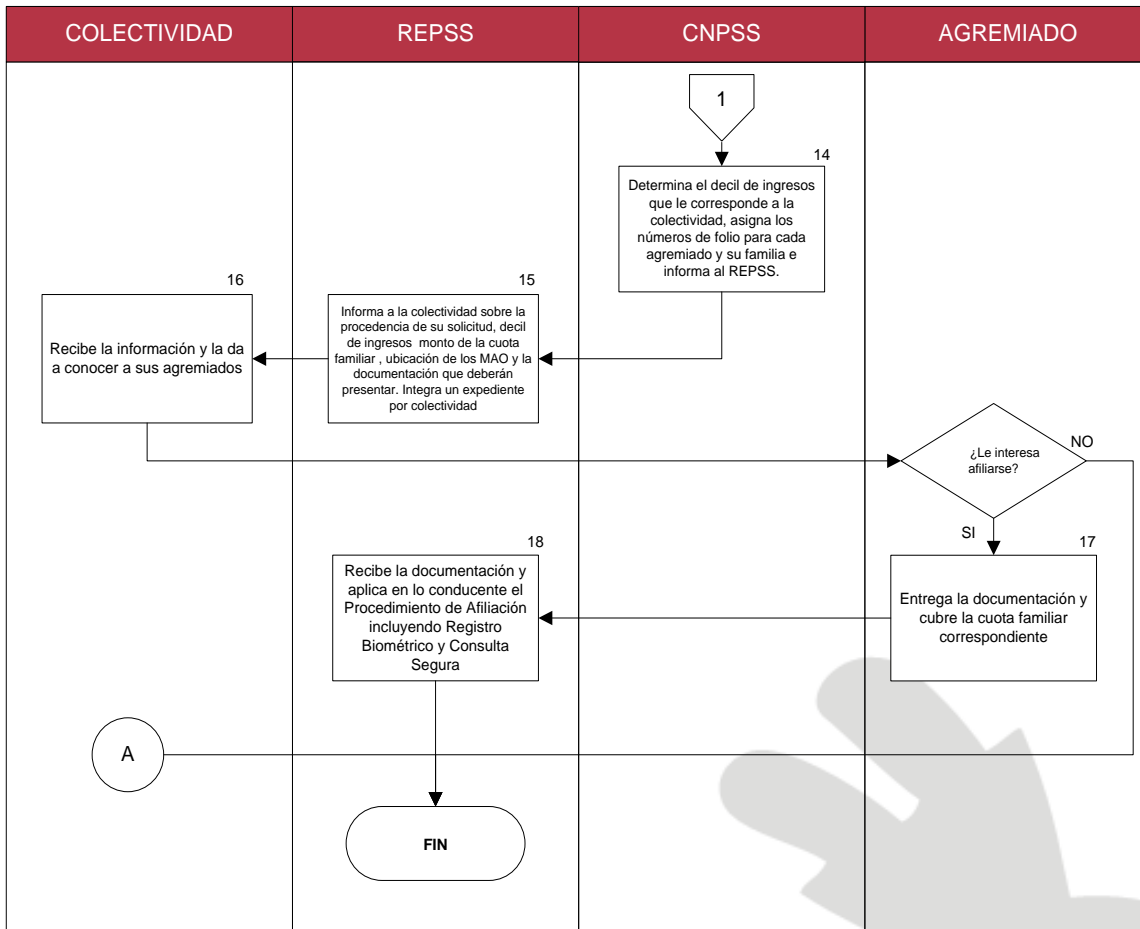 COLECTIVIDAD
REPSS
CNPSS
AGREMIADO
1
14
Determina el decil de ingresos
que le corresponde a la
colectividad, asigna los
números de folio para cada
agremiado y su familia e
informa al REPSS.
15
Informa a la colectividad sobre la
procedencia de su solicitud, decil
de ingresos monto de la cuota
familiar , ubicación de los MAO y la
documentación que deberán
presentar. Integra un expediente
por colectividad
16
Recibe la información y la da
a conocer a sus agremiados
¿Le interesa
afiliarse?
NO
SI
17
Entrega la documentación y
cubre la cuota familiar
correspondiente
18
Recibe la documentación y
aplica en lo conducente el
Procedimiento de Afiliación
incluyendo Registro
Biométrico y Consulta
Segura
A
FIN